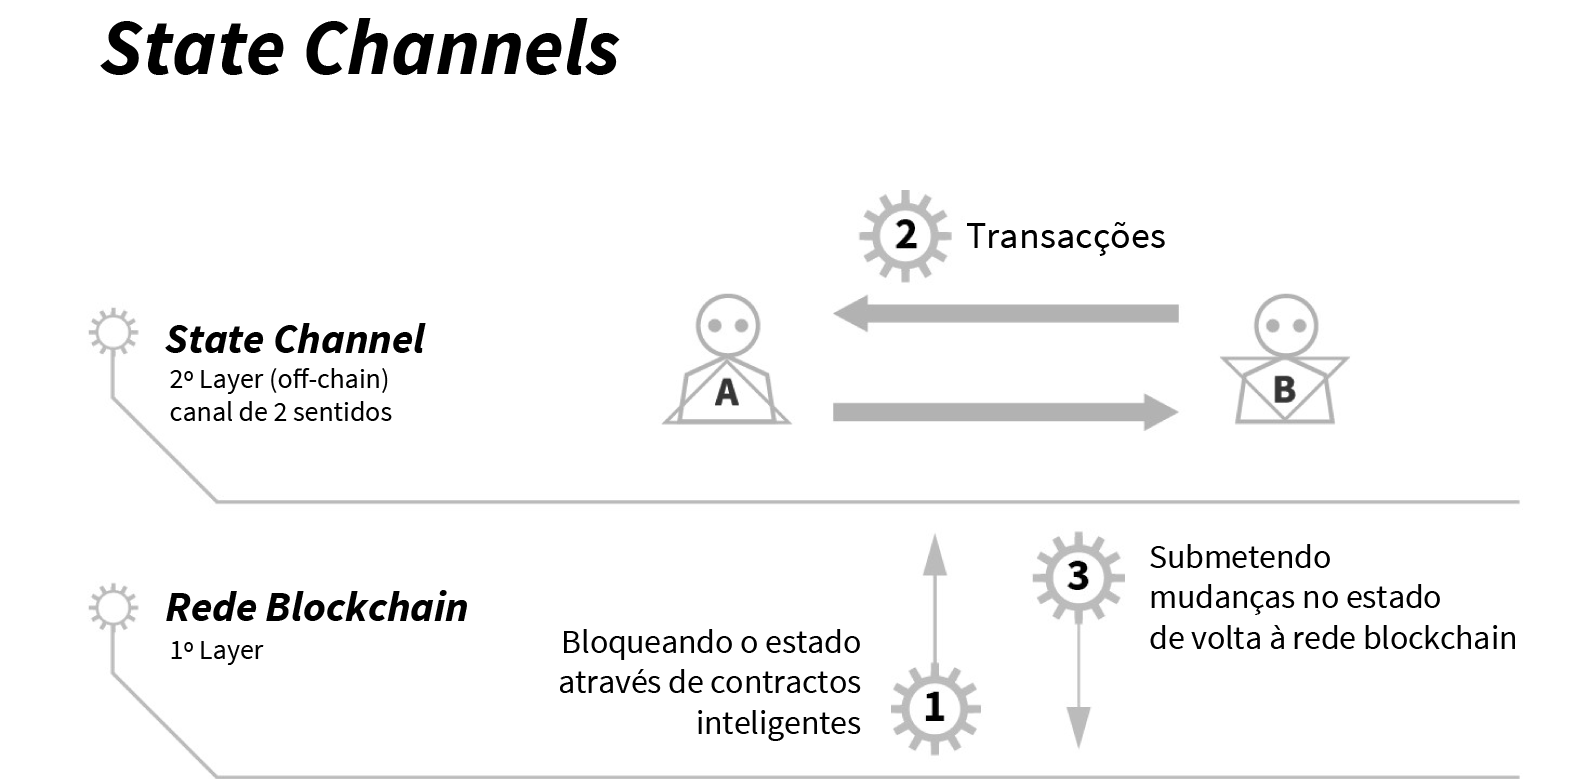 State Channels
2 Transacções
State Channel
2º Layer (off-chain)
canal de 2 sentidos
A
B
Rede Blockchain
1º Layer
Bloqueando o estado
através de contractos
inteligentes
1
3
Submetendo
mudanças no estado
de volta à rede blockchain